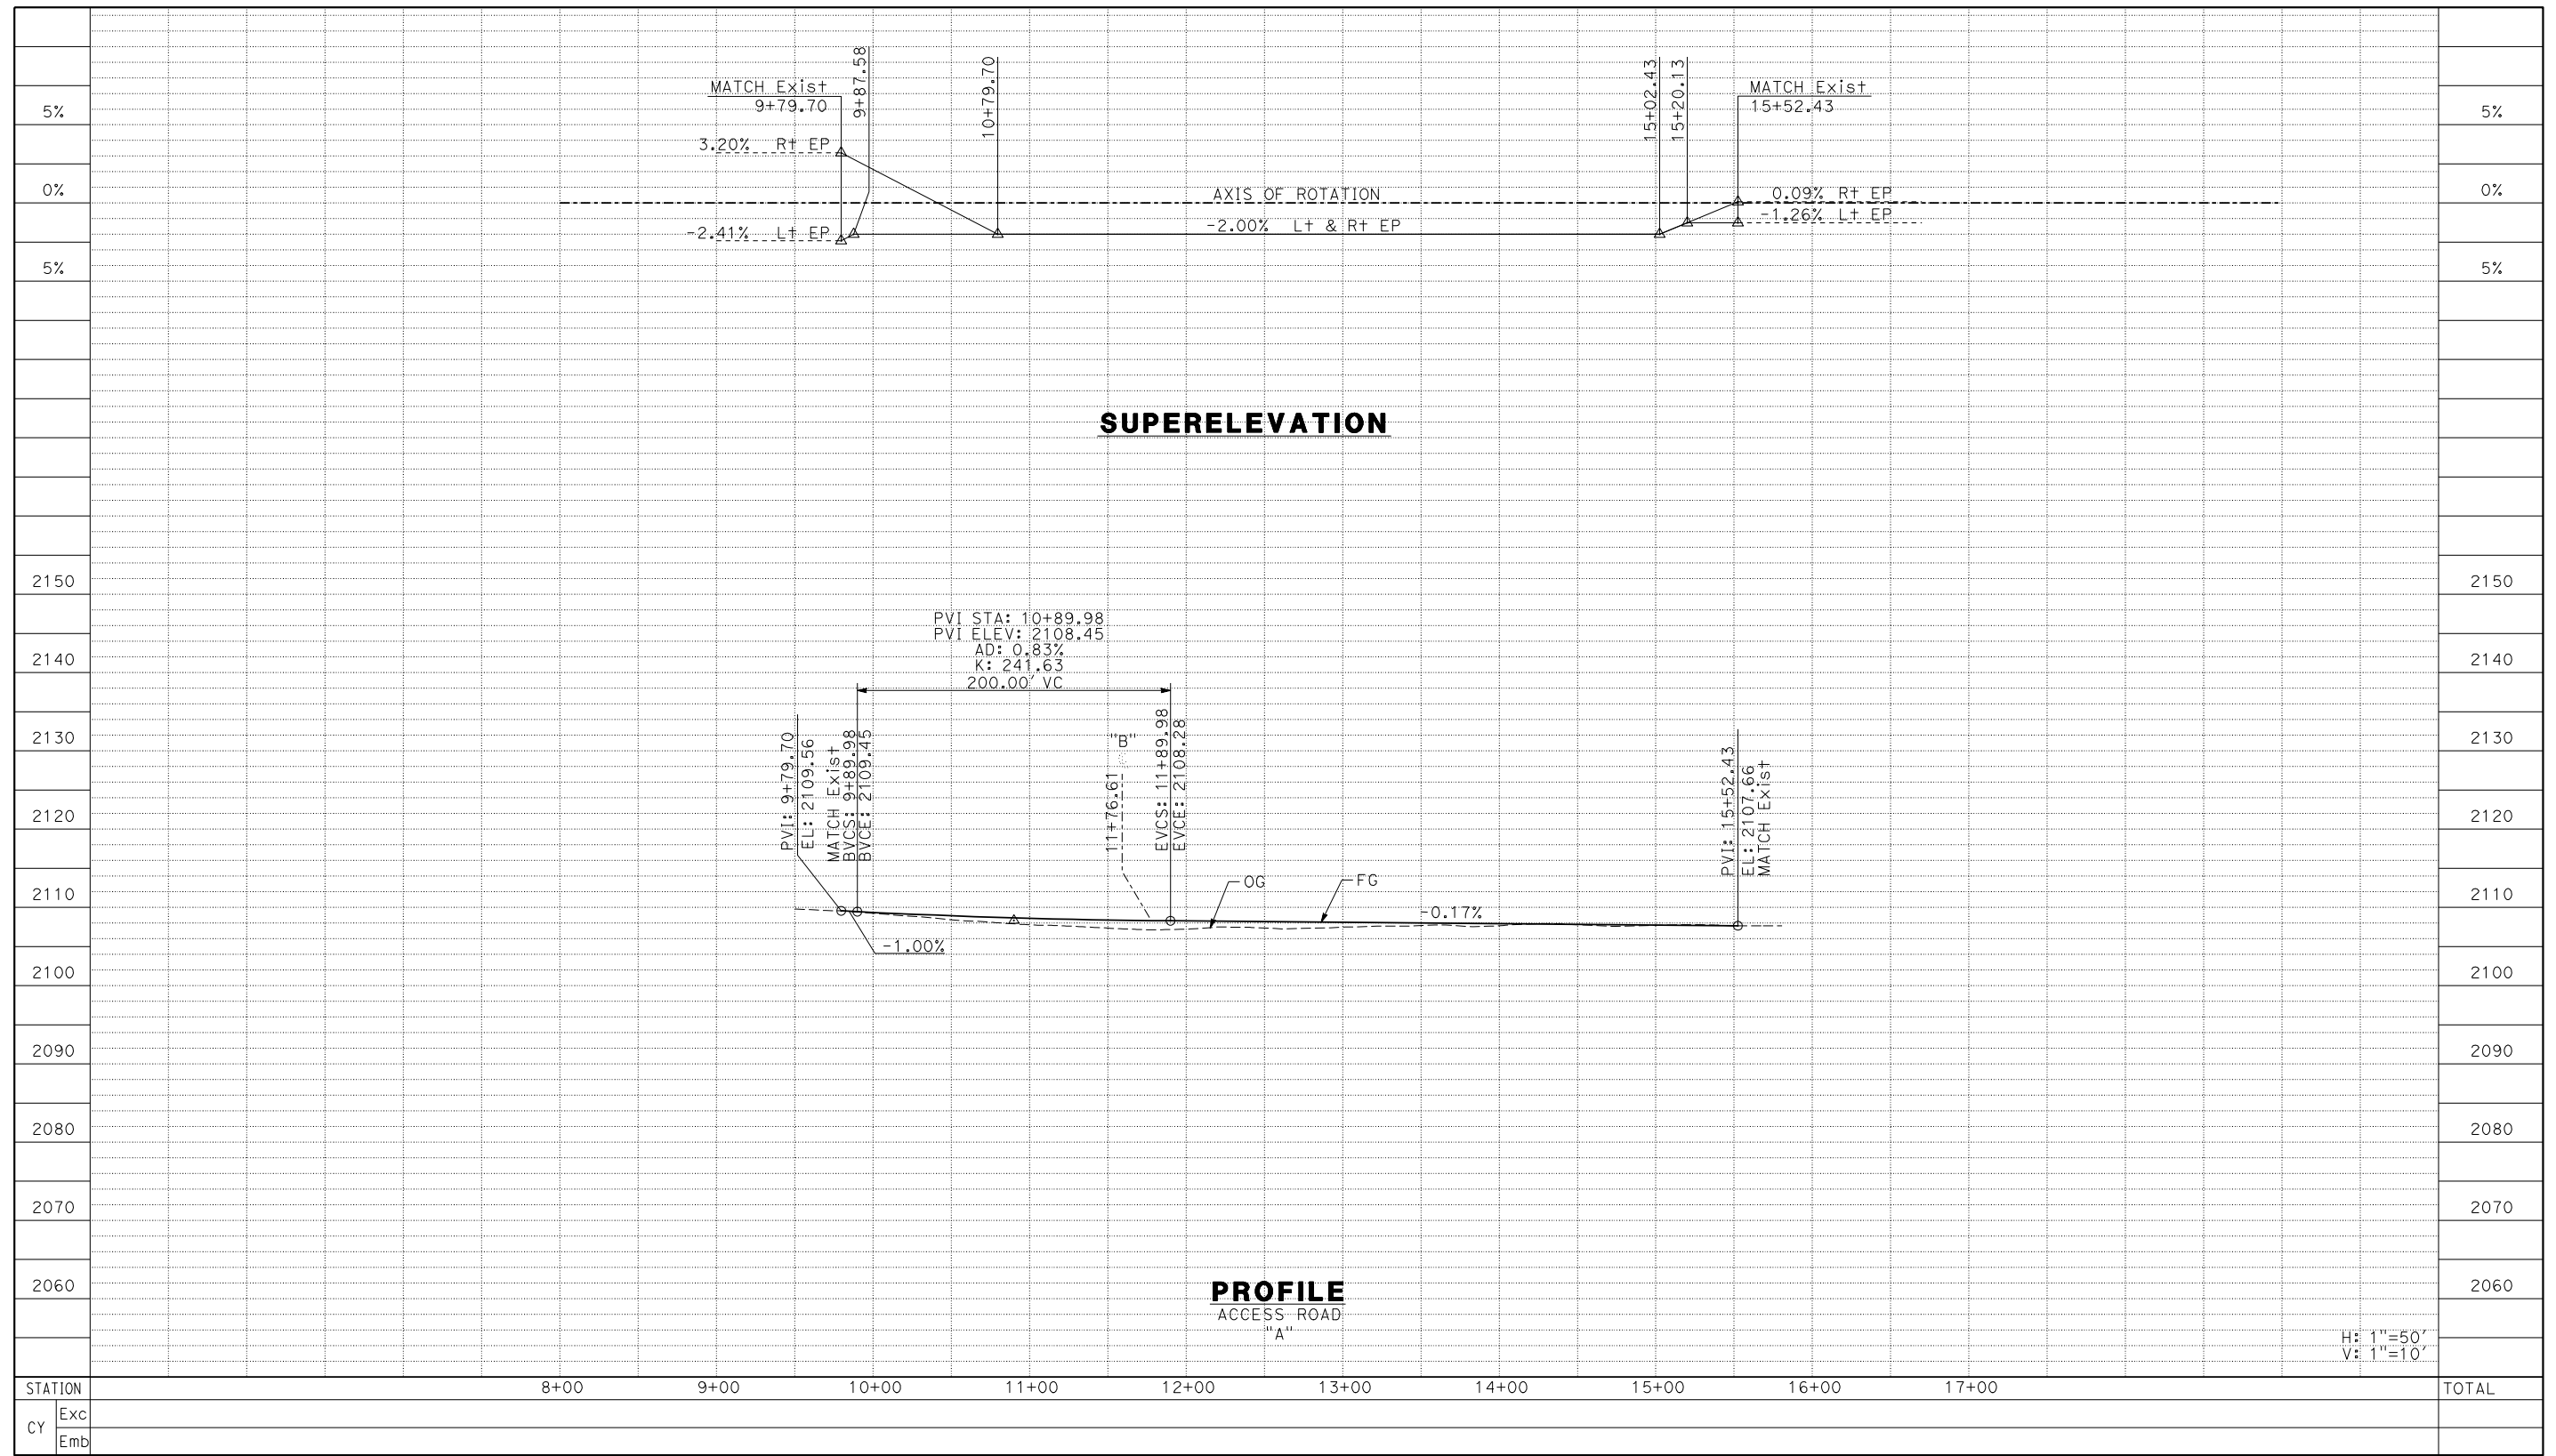 MATCH Exist
9+79.70
9+87.58
10+79.70
15+02.43
15+20.13
MATCH Exist
15+52.43
5%
5%
3.20% Rt EP
0%
AXIS OF ROTATION
0.09% Rt EP
0%
-2.41% Lt EP
-2.00% Lt & Rt EP
-1.26% Lt EP
5%
5%
SUPERELEVATION
2150
2150
PVI STA: 10+89.98
PVI ELEV: 2108.45
AD: 0.83%
K: 241.63
200.00' VC
2140
2140
2130
2130
PVI: 9+79.70
EL: 2109.56
MATCH Exist
BVCS: 9+89.98
BVCE: 2109.45
"B"
11+76.61
EVCS: 11+89.98
EVCE: 2108.28
PVI: 15+52.43
EL: 2107.66
MATCH Exist
2120
2120
2110
OG
FG
2110
-0.17%
-1.00%
2100
2100
2090
2090
2080
2080
2070
2070
2060
2060
PROFILE
ACCESS ROAD
"A"
H: 1"=50'
V: 1"=10'
STATION
8+00 9+00 10+00 11+00 12+00 13+00 14+00 15+00 16+00 17+00
TOTAL
CY
Exc
Emb